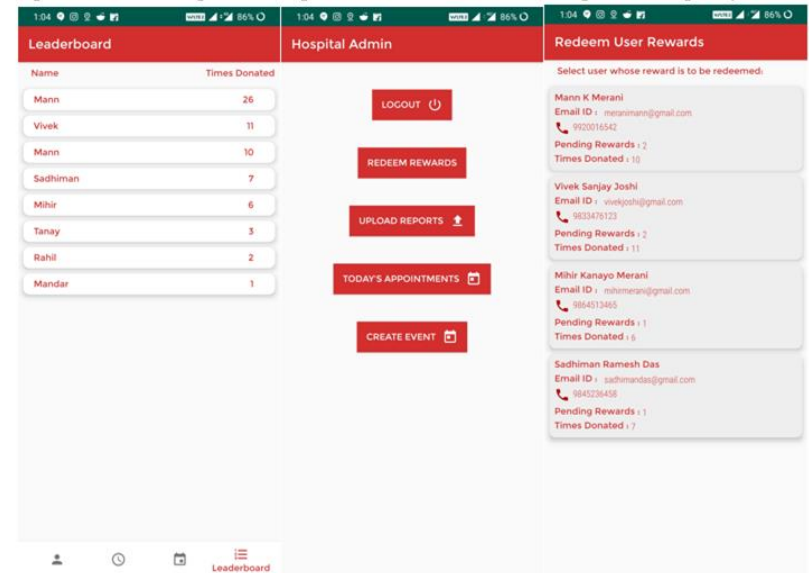 1:04
86%
Leaderboard
Name Times Donated
Mann 26
Vivek 11
Mann 10
Sadhiman 7
Mihir 6
Tanay 3
Rahil 2
Mandar 1
Leaderboard
1:04
86%
Hospital Admin
LOGOUT
REDEEM REWARDS
UPLOAD REPORTS
TODAY'S APPOINTMENTS
CREATE EVENT
1:04
86%
Redeem User Rewards
Select user whose reward is to be redeemed:
Mann K Merani
Email ID : meranimann@gmail.com
9920016542
Pending Rewards : 2
Times Donated : 10
Vivek Sanjay Joshi
Email ID : vivekjoshi@gmail.com
9833476123
Pending Rewards : 2
Times Donated : 11
Mihir Kanayo Merani
Email ID : mihirmerani@gmail.com
9864513465
Pending Rewards : 1
Times Donated : 6
Sadhiman Ramesh Das
Email ID : sadhimandas@gmail.com
9845236458
Pending Rewards : 1
Times Donated : 7